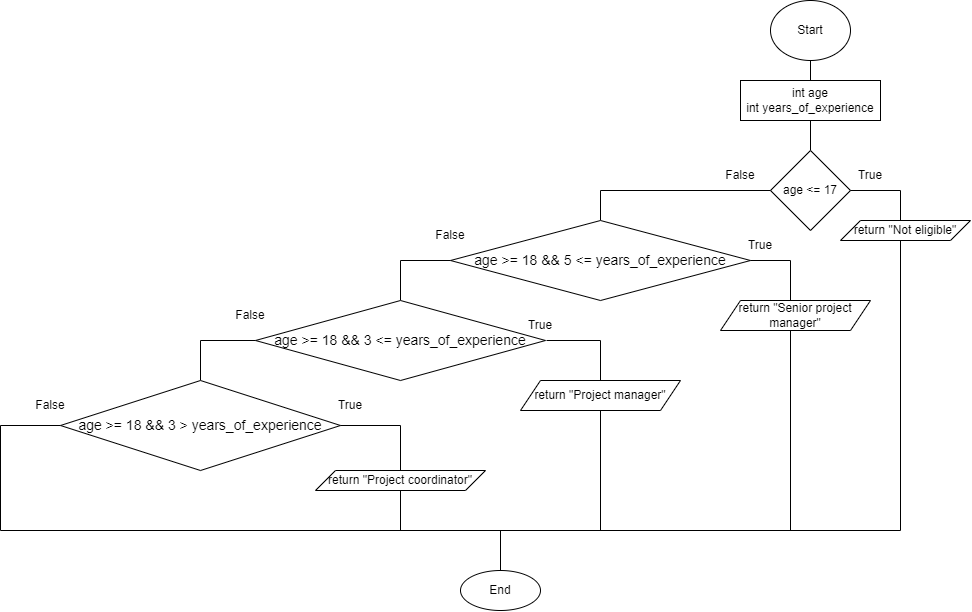 Start
int age
int years_of_experience
False
True
age <= 17
return "Not eligible"
False
True
age >= 18 && 5 <= years_of_experience
return "Senior project
manager"
False
True
age >= 18 && 3 <= years_of_experience
return "Project manager"
False
True
age >= 18 && 3 > years_of_experience
return "Project coordinator"
End